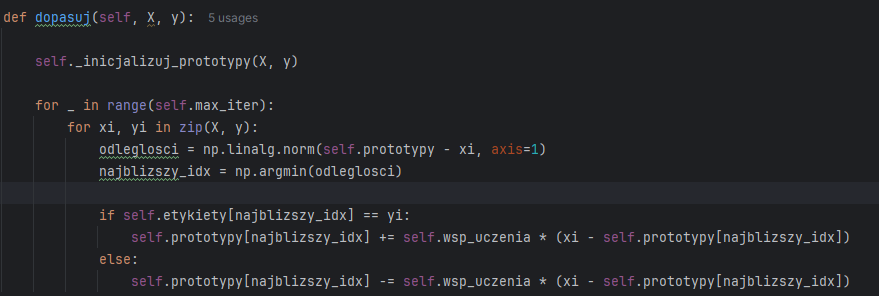 def dopasuj(self, X, y): 5 usages
self._inicjalizuj_prototypy(X, y)
for _ in range(self.max_iter):
for xi, yi in zip(X, y):
odleglosci = np.linalg.norm(self.prototypy - xi, axis=1)
najblizszy_idx = np.argmin(odleglosci)
if self.etykiety[najblizszy_idx] == yi:
self.prototypy[najblizszy_idx] += self.wsp_uczenia * (xi - self.prototypy[najblizszy_idx])
else:
self.prototypy[najblizszy_idx] -= self.wsp_uczenia * (xi - self.prototypy[najblizszy_idx])